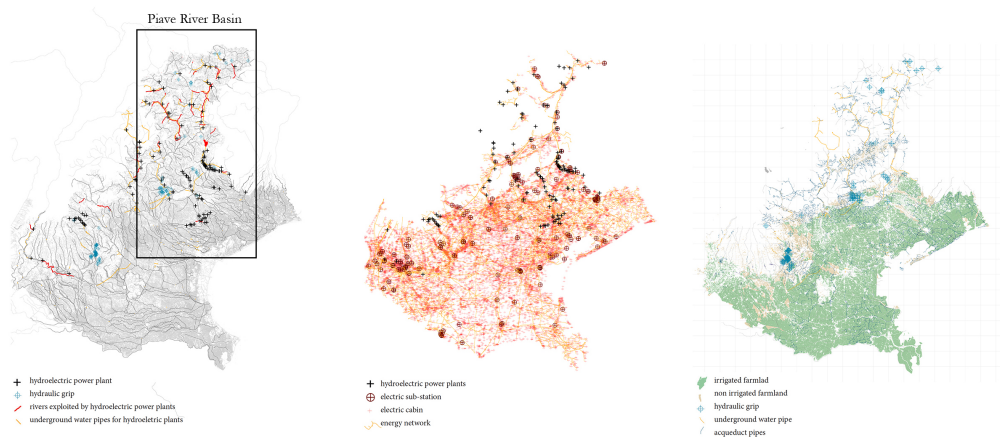 Piave River Basin
hydroelectric power plant
hydraulic grip
rivers exploited by hydroelectric power plants
underground water pipes for hydroeletric plants
hydroelectric power plants
electric sub-station
electric cabin
energy network
irrigated farmlad
non irrigated farmland
hydraulic grip
underground water pipe
acqueduct pipes